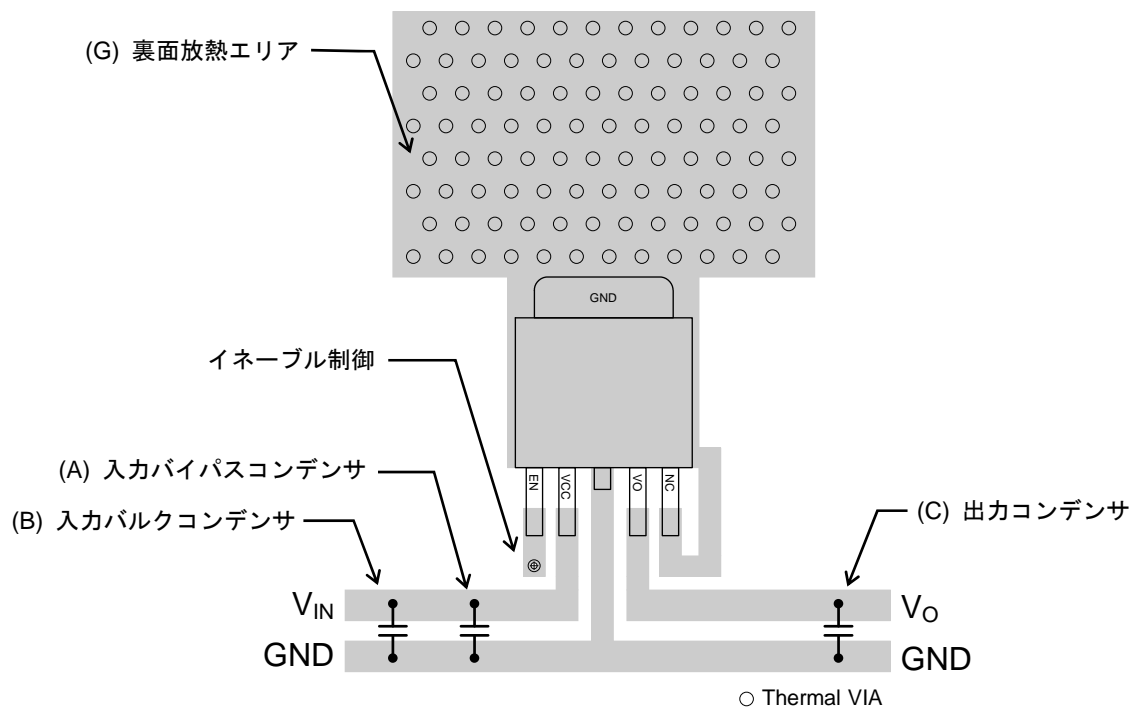 (G) 裏面放熱エリア
GND
イネーブル制御
(A) 入力バイパスコンデンサ
(B) 入力バルクコンデンサ
EN
VCC
VO
NC
(C) 出力コンデンサ
VIN
VO
GND
GND
Thermal VIA